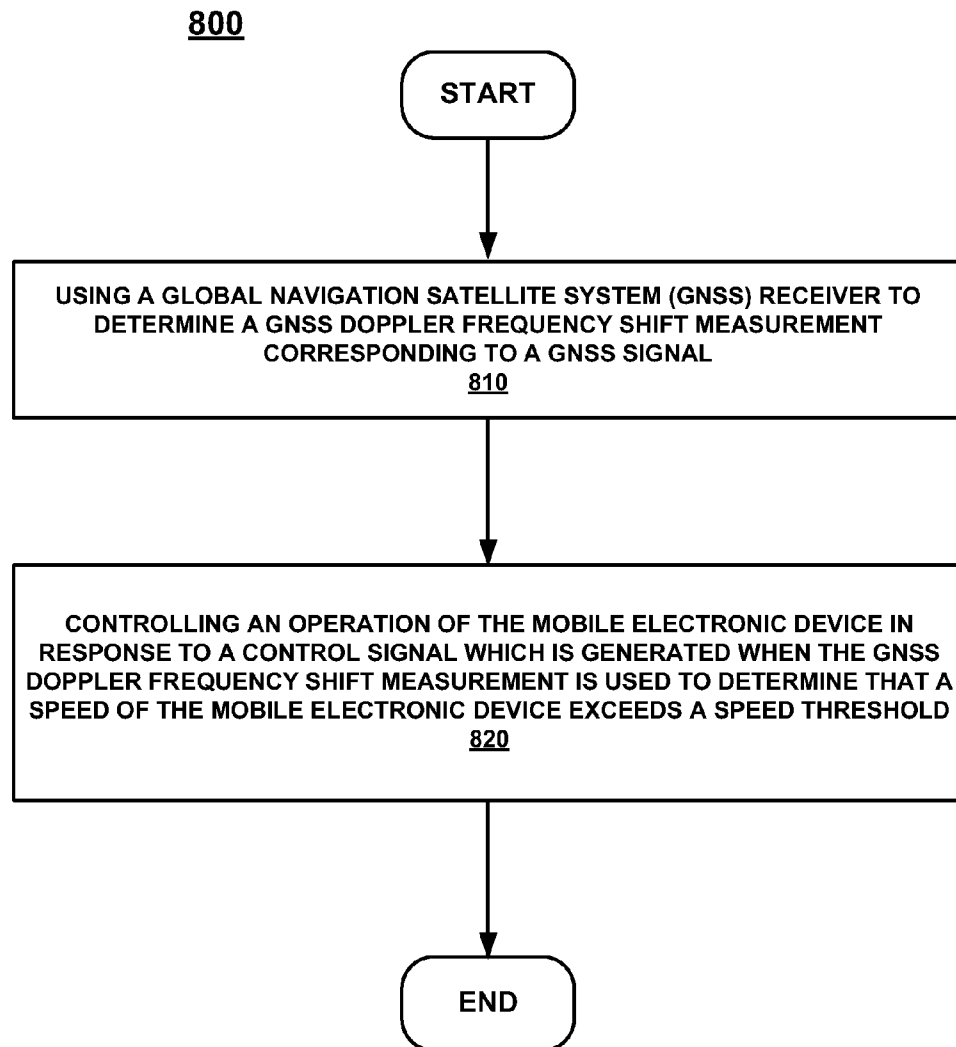 800
START
USING A GLOBAL NAVIGATION SATELLITE SYSTEM (GNSS) RECEIVER TO
DETERMINE A GNSS DOPPLER FREQUENCY SHIFT MEASUREMENT
CORRESPONDING TO A GNSS SIGNAL
810
CONTROLLING AN OPERATION OF THE MOBILE ELECTRONIC DEVICE IN
RESPONSE TO A CONTROL SIGNAL WHICH IS GENERATED WHEN THE GNSS
DOPPLER FREQUENCY SHIFT MEASUREMENT IS USED TO DETERMINE THAT A
SPEED OF THE MOBILE ELECTRONIC DEVICE EXCEEDS A SPEED THRESHOLD
820
END